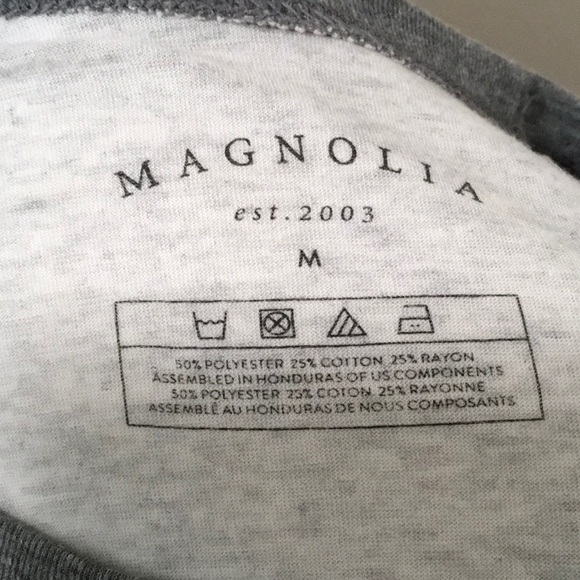 MAGNOLIA
est. 2003
M
50% POLYESTER 25% COTTON 25% RAYON
ASSEMBLED IN HONDURAS OF US COMPONENTS
50% POLYESTER 25% COTON 25% RAYONNE
ASSEMBLÉ AU HONDURAS DE NOUS COMPOSANTS